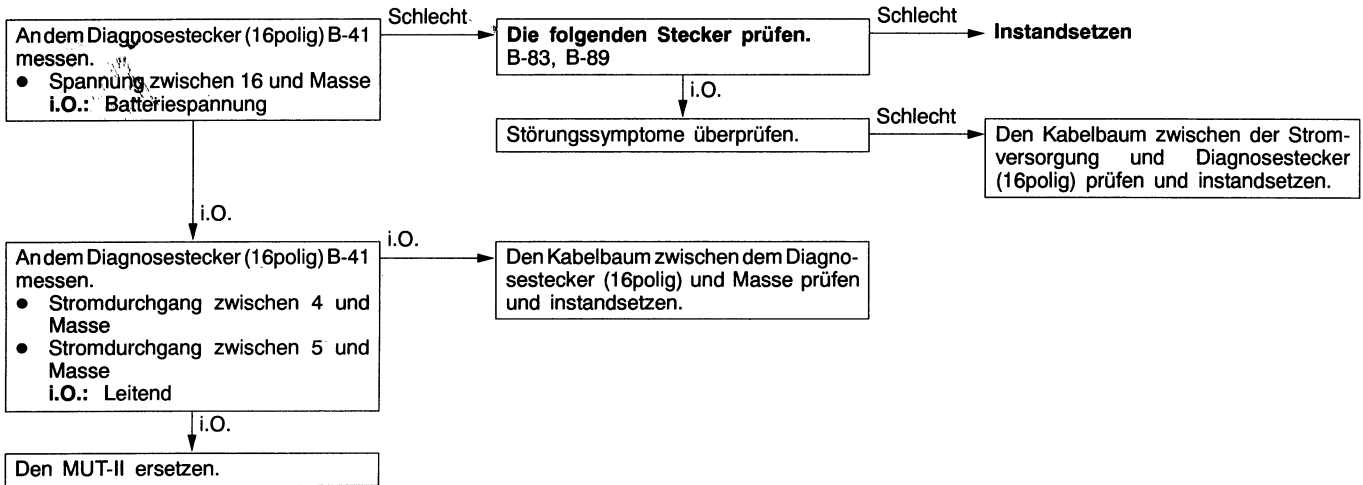 An dem Diagnosestecker (16polig) B-41
messen.
● Spannung zwischen 16 und Masse
i.O.: Batteriespannung
Schlecht
Die folgenden Stecker prüfen.
B-83, B-89
Schlecht
Instandsetzen
i.O.
Störungssymptome überprüfen.
Schlecht
Den Kabelbaum zwischen der Strom-
versorgung und Diagnosestecker
(16polig) prüfen und instandsetzen.
i.O.
An dem Diagnosestecker (16polig) B-41
messen.
● Stromdurchgang zwischen 4 und
Masse
● Stromdurchgang zwischen 5 und
Masse
i.O.: Leitend
i.O.
Den Kabelbaum zwischen dem Diagno-
sestecker (16polig) und Masse prüfen
und instandsetzen.
i.O.
Den MUT-II ersetzen.